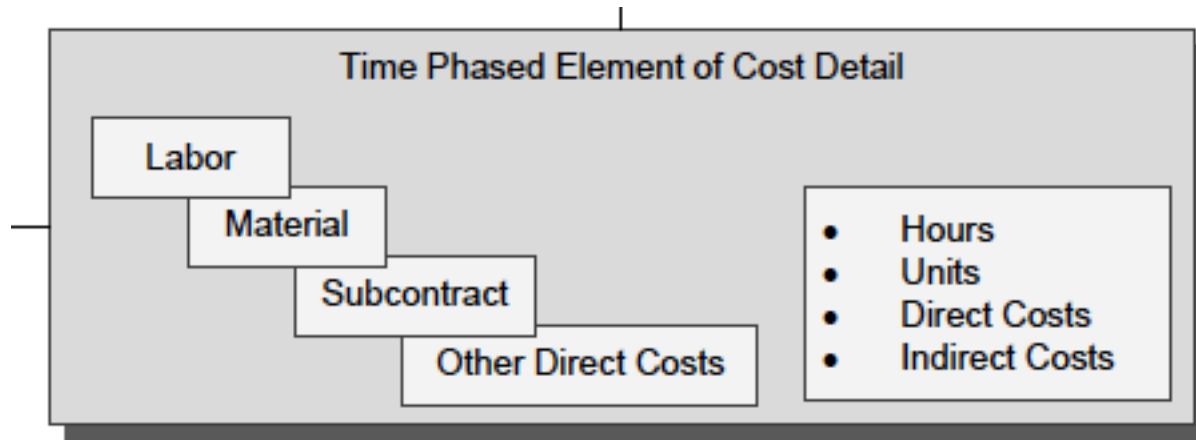 Time Phased Element of Cost Detail
Labor
Material
Subcontract
Other Direct Costs
• Hours
• Units
• Direct Costs
• Indirect Costs